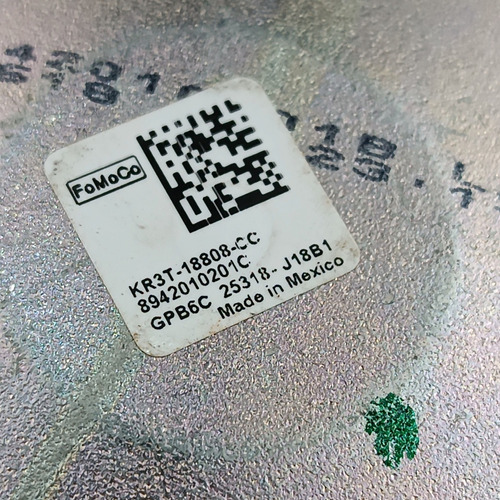 FoMoCo
KR3T-18808-CC
8942010201C
GPB6C 25318- J18B1
Made in Mexico